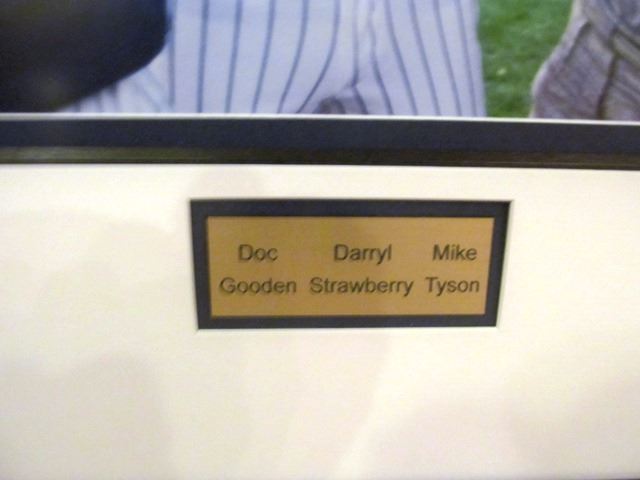 Doc Darryl Mike
Gooden Strawberry Tyson